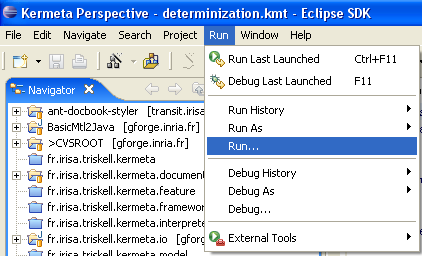 Kermeta Perspective - determinization.kmt - Eclipse SDK
File Edit Navigate Search Project Run Window Help
Run Last Launched Ctrl+F11
Debug Last Launched F11
Run History
Run As
Run...
Debug History
Debug As
Debug...
External Tools
Navigator
ant-docbook-styler [transit.iris
BasicMtl2Java [gforge.inria.fr]
>CVSROOT [gforge.inria.fr]
fr.irisa.triskell.kermeta
fr.irisa.triskell.kermeta.documen
fr.irisa.triskell.kermeta.feature
fr.irisa.triskell.kermeta.framewor
fr.irisa.triskell.kermeta.interprete
fr.irisa.triskell.kermeta.io [gforg
fr.irisa.triskell.kermeta.model